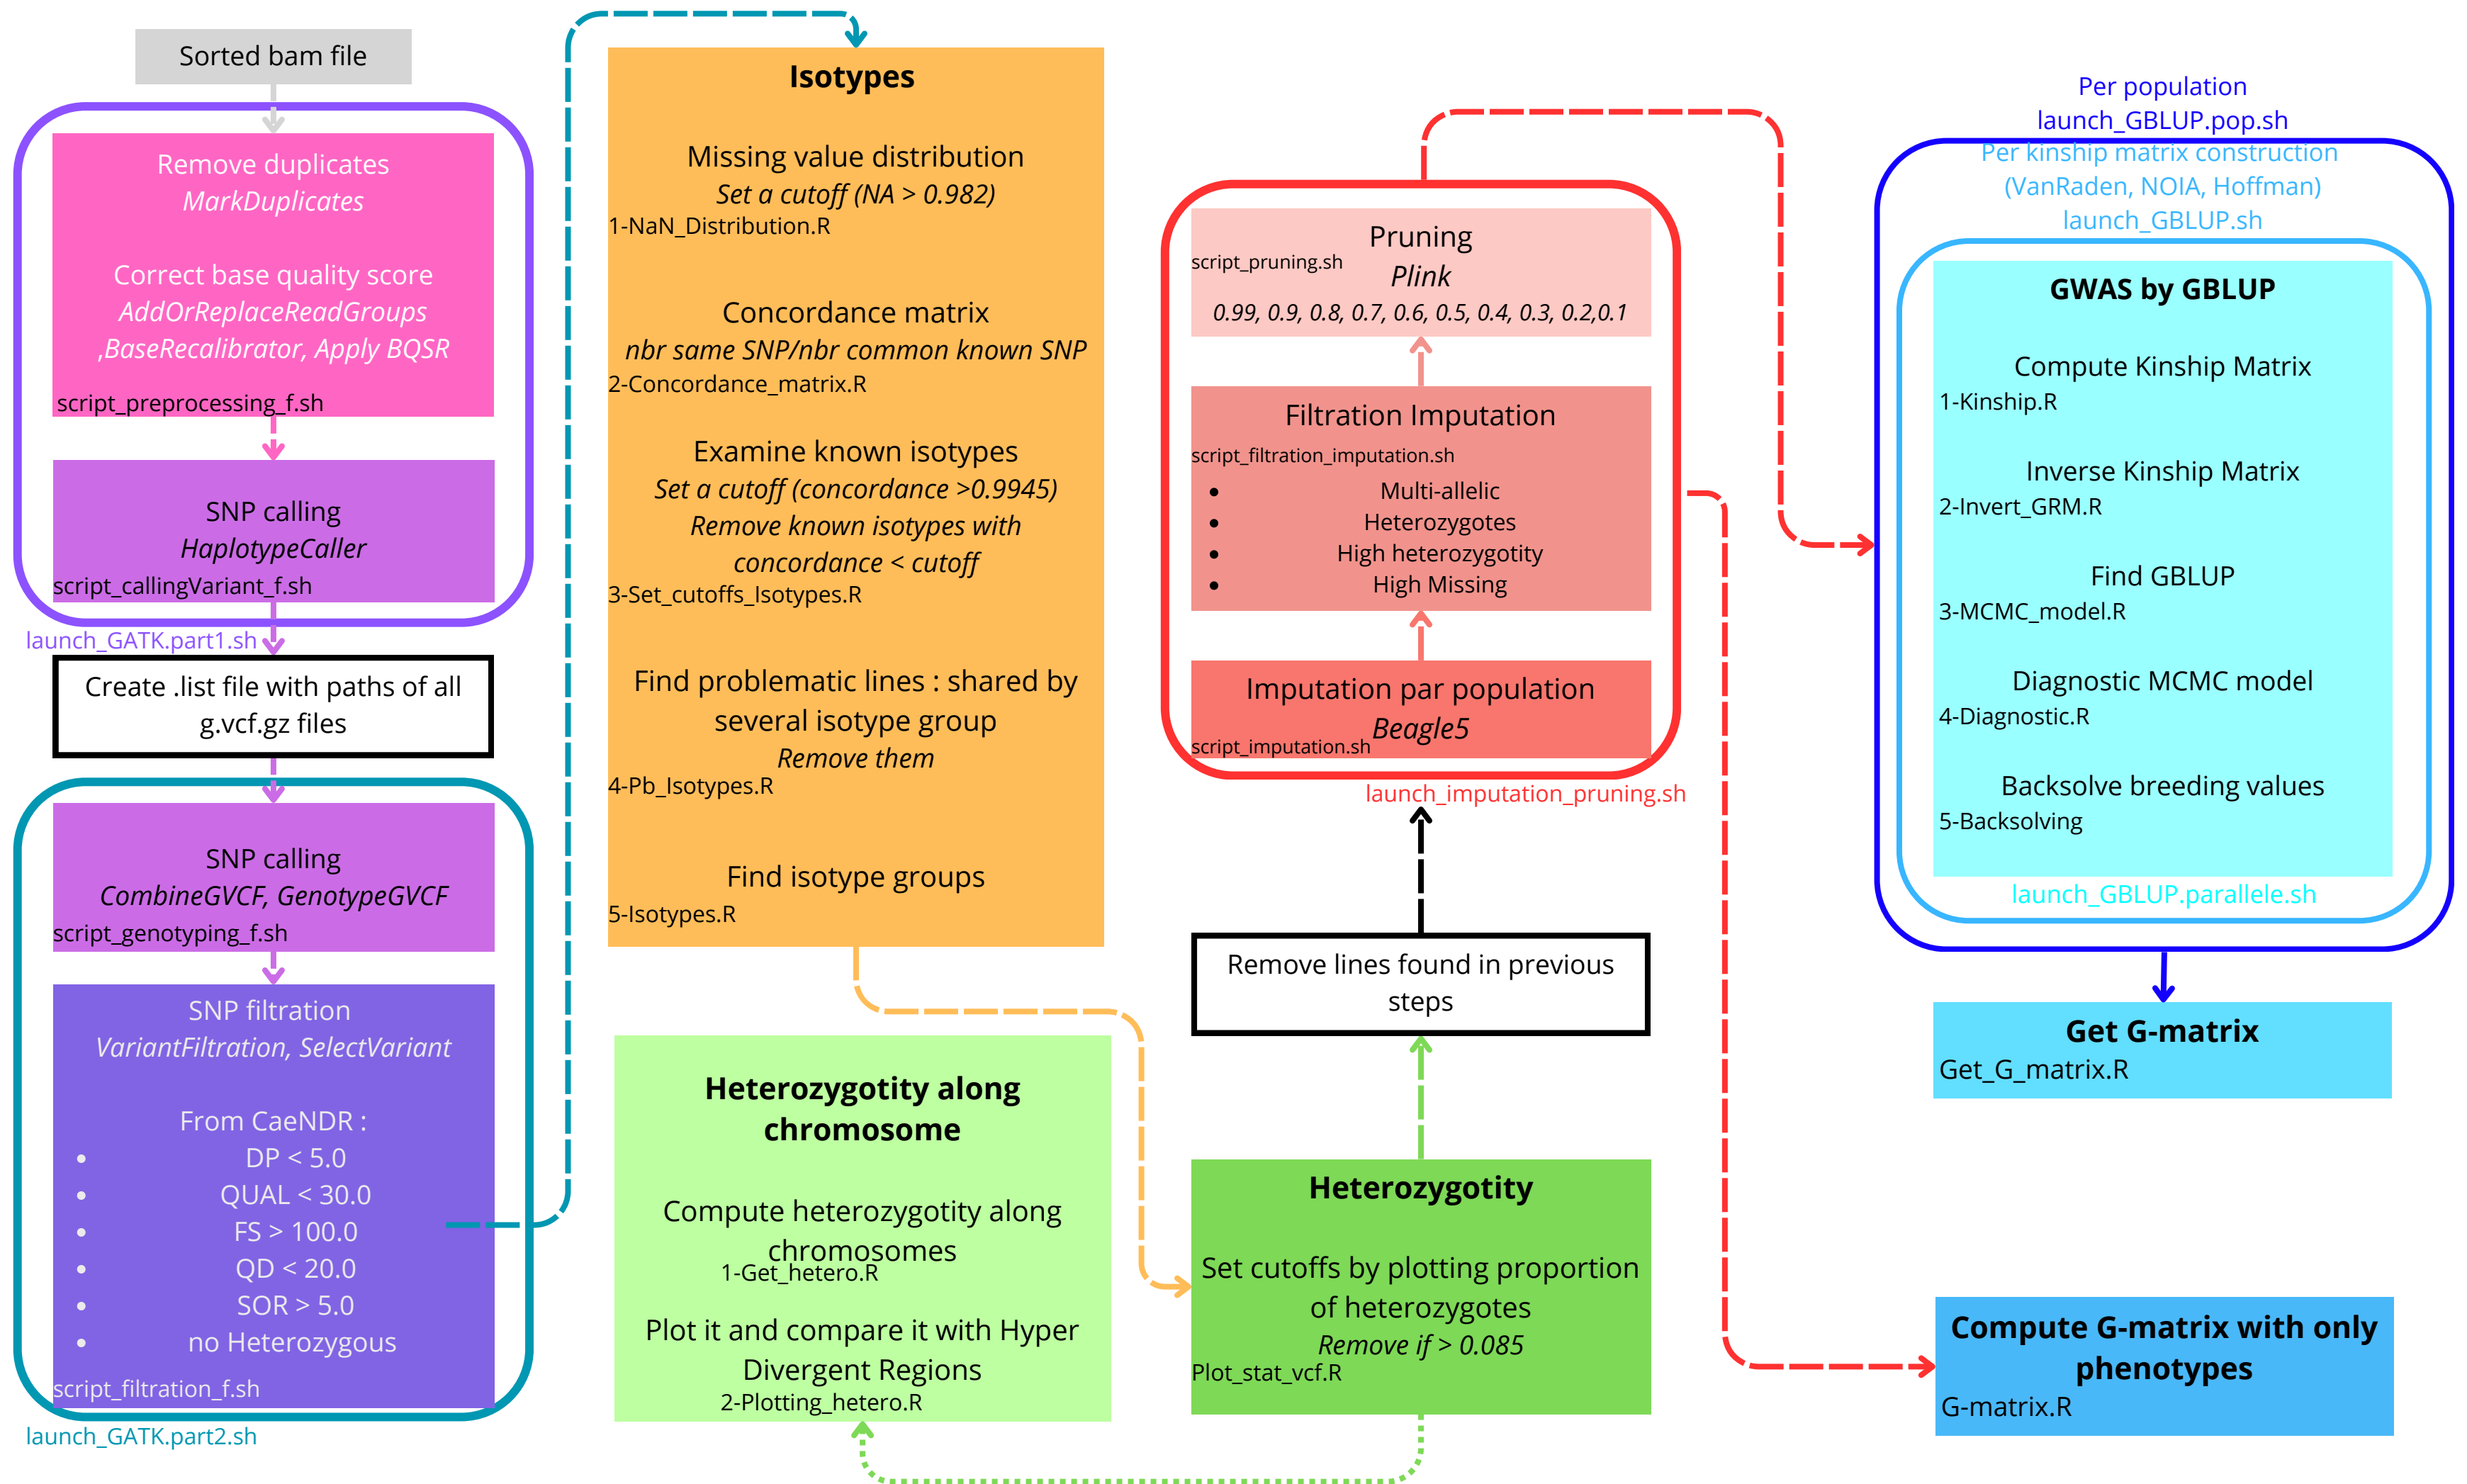 Sorted bam file
Remove duplicates
MarkDuplicates
Correct base quality score
AddOrReplaceReadGroups
,BaseRecalibrator, Apply BQSR
script_preprocessing_f.sh
SNP calling
HaplotypeCaller
script_callingVariant_f.sh
launch_GATK.part1.sh
Create .list file with paths of all
g.vcf.gz files
SNP calling
CombineGVCF, GenotypeGVCF
script_genotyping_f.sh
SNP filtration
VariantFiltration, SelectVariant
From CaeNDR :
• DP < 5.0
• QUAL < 30.0
• FS > 100.0
• QD < 20.0
• SOR > 5.0
• no Heterozygous
script_filtration_f.sh
launch_GATK.part2.sh
Isotypes
Missing value distribution
Set a cutoff (NA > 0.982)
1-NaN_Distribution.R
Concordance matrix
nbr same SNP/nbr common known SNP
2-Concordance_matrix.R
Examine known isotypes
Set a cutoff (concordance >0.9945)
Remove known isotypes with
concordance < cutoff
3-Set_cutoffs_Isotypes.R
Find problematic lines : shared by
several isotype group
Remove them
4-Pb_Isotypes.R
Find isotype groups
5-Isotypes.R
Heterozygotity along
chromosome
Compute heterozygotity along
chromosomes
1-Get_hetero.R
Plot it and compare it with Hyper
Divergent Regions
2-Plotting_hetero.R
Pruning
script_pruning.sh
Plink
0.99, 0.9, 0.8, 0.7, 0.6, 0.5, 0.4, 0.3, 0.2,0.1
Filtration Imputation
script_filtration_imputation.sh
• Multi-allelic
• Heterozygotes
• High heterozygotity
• High Missing
Imputation par population
Beagle5
script_imputation.sh
launch_imputation_pruning.sh
Remove lines found in previous
steps
Heterozygotity
Set cutoffs by plotting proportion
of heterozygotes
Remove if > 0.085
Plot_stat_vcf.R
Per population
launch_GBLUP.pop.sh
Per kinship matrix construction
(VanRaden, NOIA, Hoffman)
launch_GBLUP.sh
GWAS by GBLUP
Compute Kinship Matrix
1-Kinship.R
Inverse Kinship Matrix
2-Invert_GRM.R
Find GBLUP
3-MCMC_model.R
Diagnostic MCMC model
4-Diagnostic.R
Backsolve breeding values
5-Backsolving
launch_GBLUP.parallele.sh
Get G-matrix
Get_G_matrix.R
Compute G-matrix with only
phenotypes
G-matrix.R